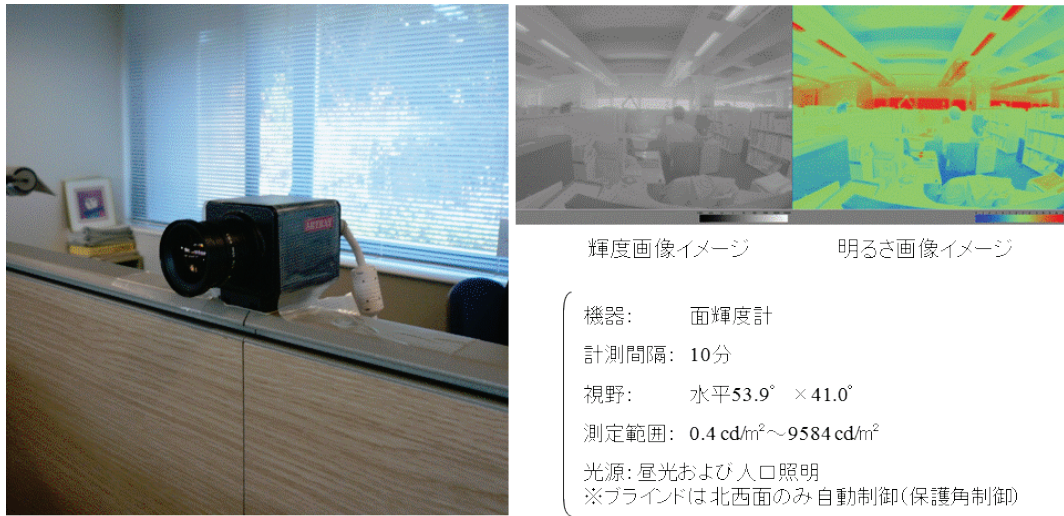 ARTRAY
輝度画像イメージ
明るさ画像イメージ
機器: 面輝度計
計測間隔: 10分
視野: 水平53.9° ×41.0°
測定範囲: 0.4 cd/m²~9584 cd/m²
光源: 昼光および人口照明
※ブラインドは北西面のみ自動制御(保護角制御)